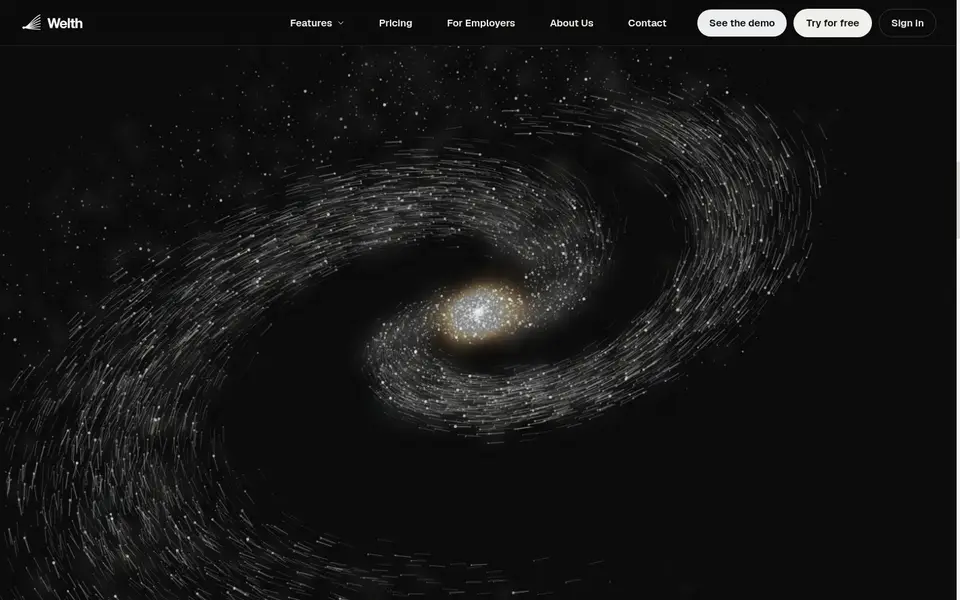 Welth
Features
Pricing
For Employers
About Us
Contact
See the demo
Try for free
Sign in